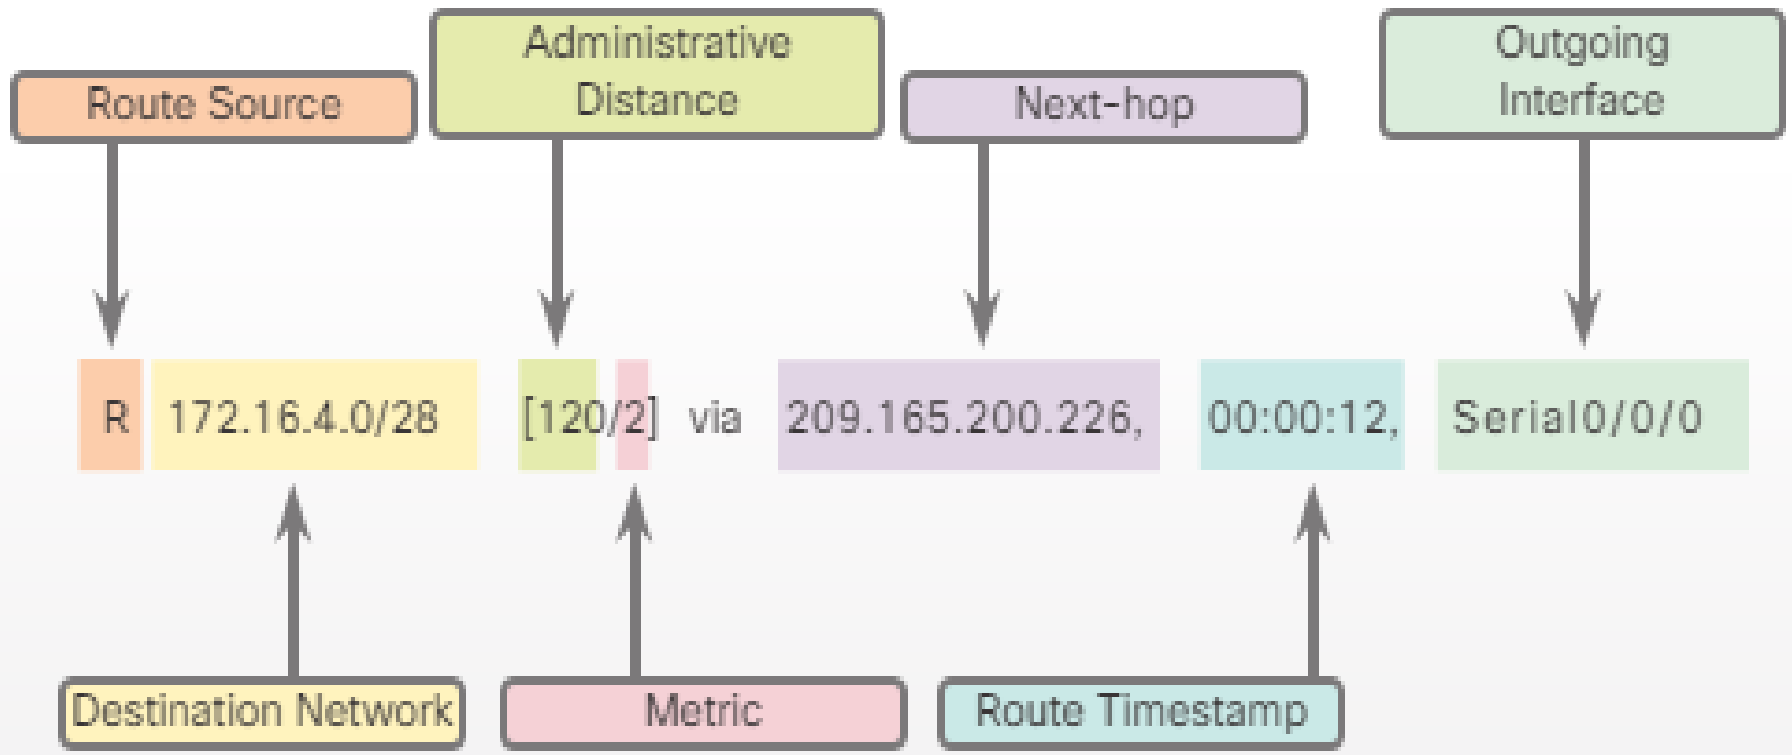 Administrative
Distance
Outgoing
Interface
Route Source
Next-hop
R 172.16.4.0/28 [120/2] via 209.165.200.226, 00:00:12, Serial0/0/0
Destination Network
Metric
Route Timestamp